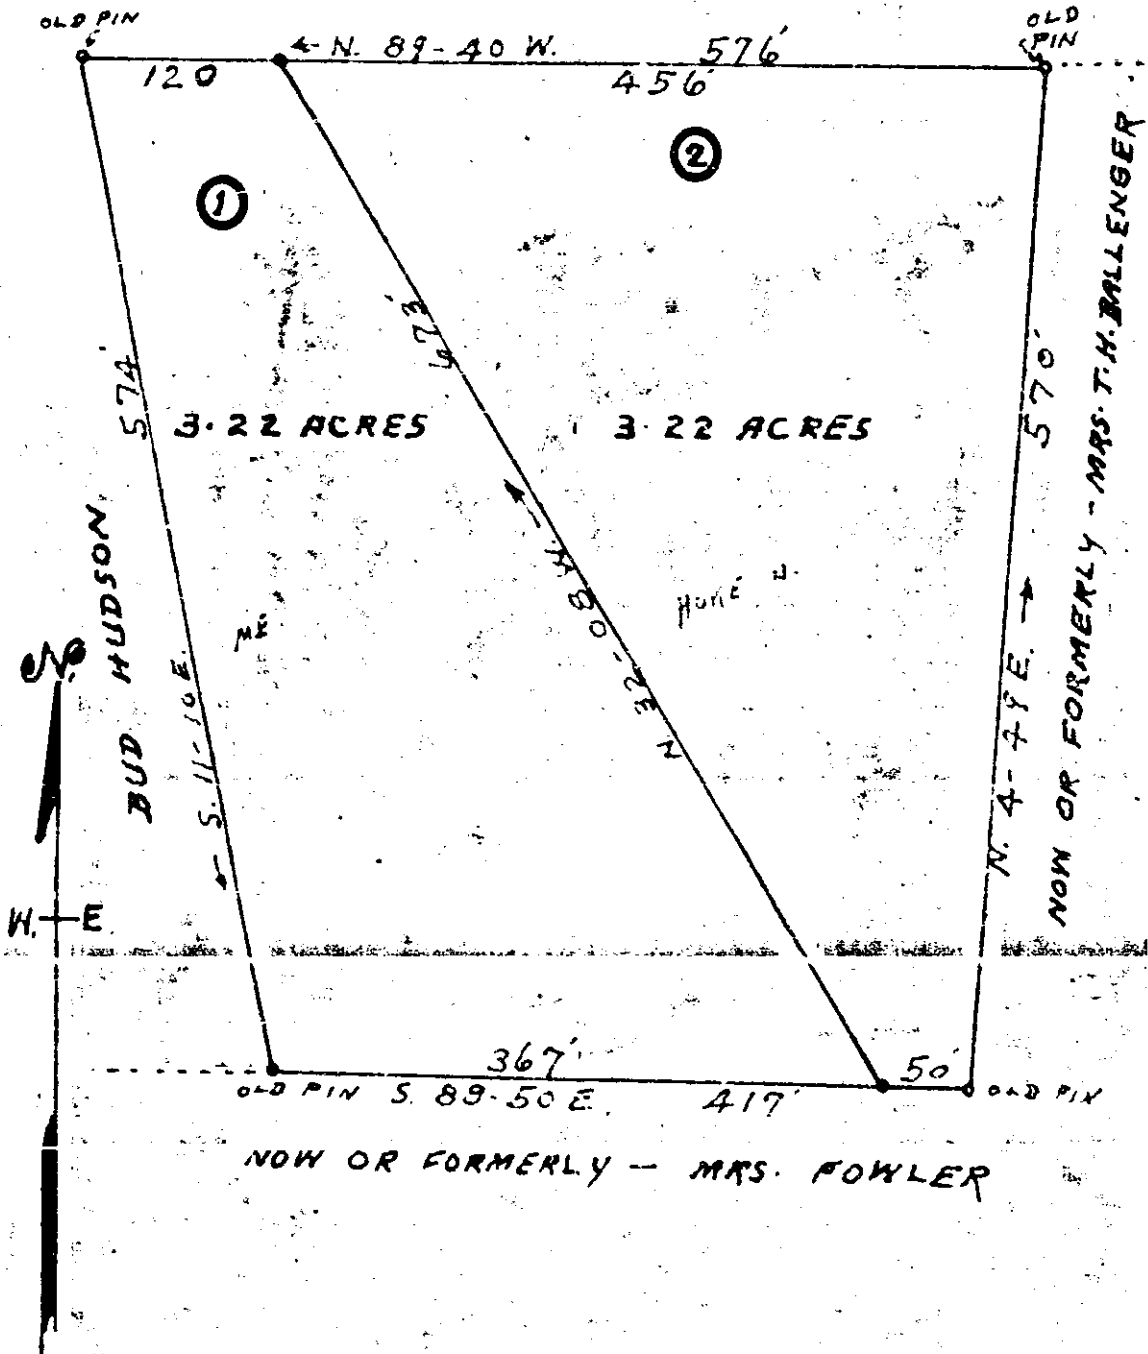 OLD PIN
OLD PIN
← N. 89-40 W. 576'
120
456'
1
2
673'
574'
3.22 ACRES
3.22 ACRES
570'
BUD HUDSON
S. 11-10 E.
N. 32-08 W.
HOME
N. 4-
E. →
NOW OR FORMERLY - MRS. T.H. BALLENGER
N.
W. E
367'
50'
OLD PIN S. 89-50 E. 417'
OLD PIN
NOW OR FORMERLY - MRS. FOWLER